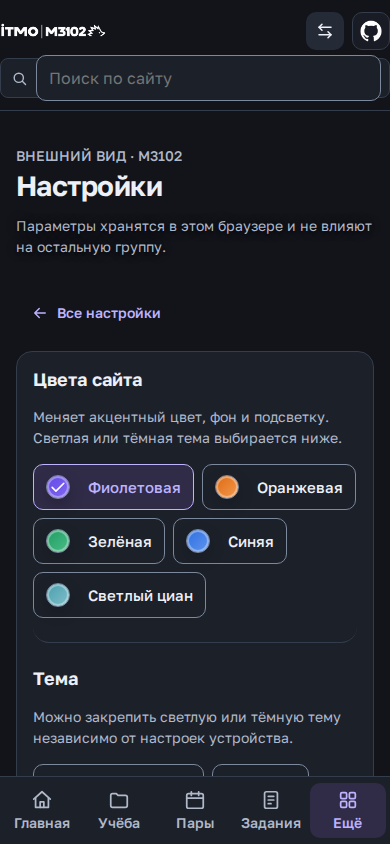 iTMO | M3102
Поиск по сайту
ВНЕШНИЙ ВИД · M3102
Настройки
Параметры хранятся в этом браузере и не влияют
на остальную группу.
Все настройки
Цвета сайта
Меняет акцентный цвет, фон и подсветку.
Светлая или тёмная тема выбирается ниже.
Фиолетовая
Оранжевая
Зелёная
Синяя
Светлый циан
Тема
Можно закрепить светлую или тёмную тему
независимо от настроек устройства.
Главная
Учёба
Пары
Задания
Ещё